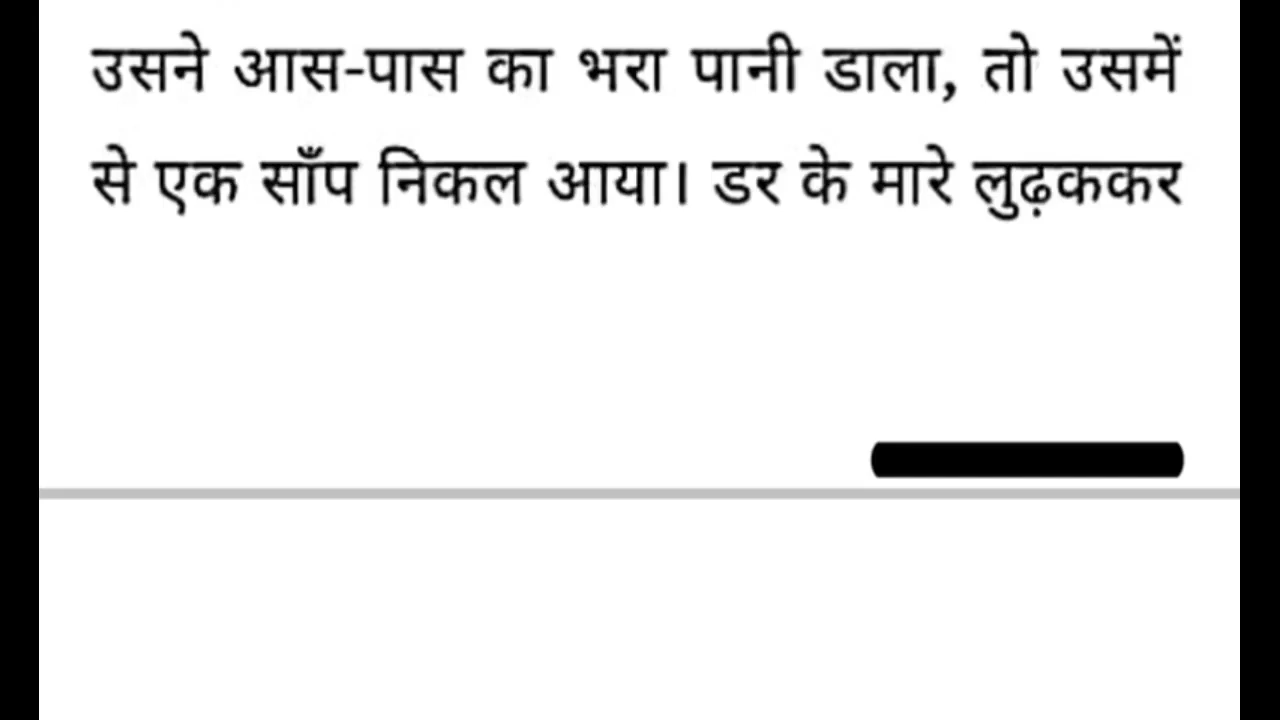 उसने आस-पास का भरा पानी डाला, तो उसमें
से एक साँप निकल आया। डर के मारे लुढ़ककर